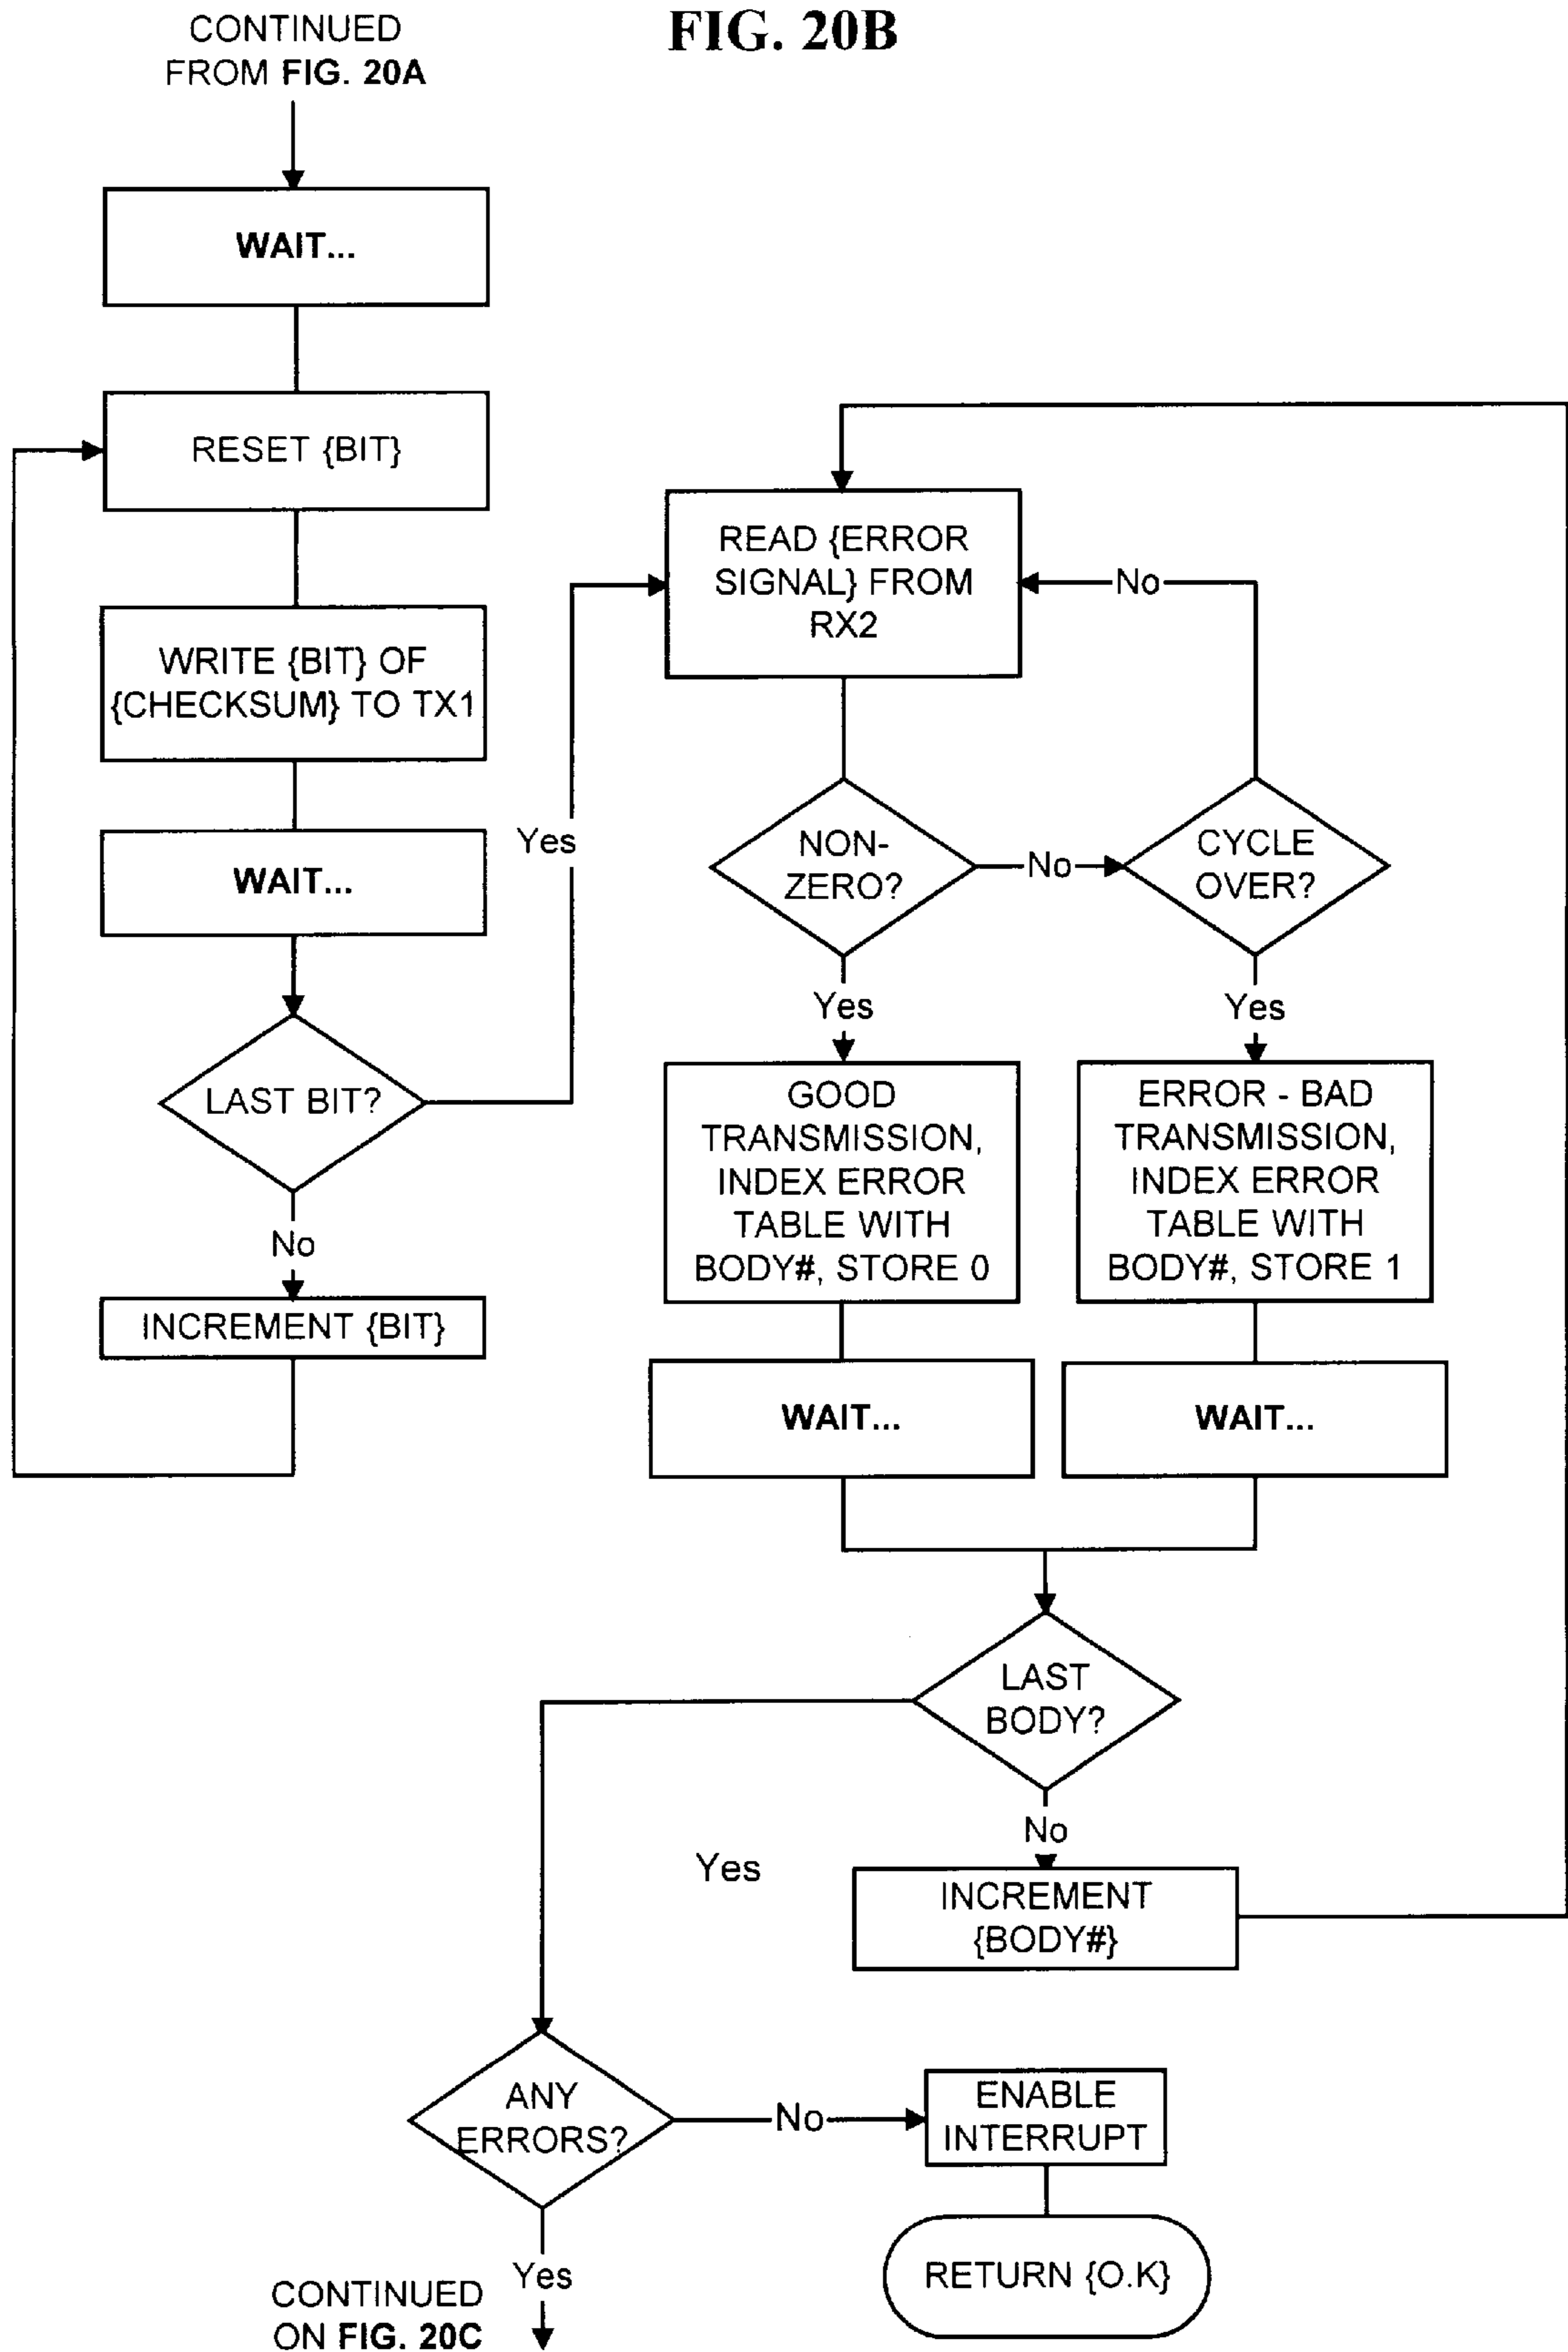 FIG. 20B
CONTINUED
FROM FIG. 20A
WAIT...
RESET {BIT}
WRITE {BIT} OF
{CHECKSUM} TO TX1
WAIT...
LAST BIT?
Yes
No
INCREMENT {BIT}
READ {ERROR
SIGNAL} FROM
RX2
No
NON-
ZERO?
No
CYCLE
OVER?
Yes
Yes
GOOD
TRANSMISSION,
INDEX ERROR
TABLE WITH
BODY#, STORE 0
ERROR - BAD
TRANSMISSION,
INDEX ERROR
TABLE WITH
BODY#, STORE 1
WAIT...
WAIT...
LAST
BODY?
No
Yes
INCREMENT
{BODY#}
ANY
ERRORS?
No
ENABLE
INTERRUPT
RETURN {O.K}
Yes
CONTINUED
ON FIG. 20C